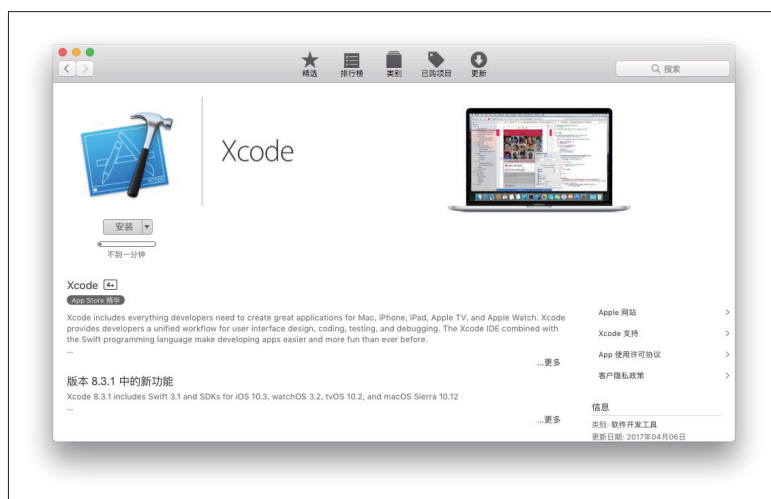 精选 排行榜 类别 已购项目 更新
搜索
Xcode
安装
不到一分钟
Xcode 4+
App Store 精华
Xcode includes everything developers need to create great applications for Mac, iPhone, iPad, Apple TV, and Apple Watch. Xcode
provides developers a unified workflow for user interface design, coding, testing, and debugging. The Xcode IDE combined with
the Swift programming language make developing apps easier and more fun than ever before.
...
...更多
版本 8.3.1 中的新功能
Xcode 8.3.1 includes Swift 3.1 and SDKs for iOS 10.3, watchOS 3.2, tvOS 10.2, and macOS Sierra 10.12
...
...更多
Apple 网站
Xcode 支持
App 使用许可协议
客户隐私政策
信息
类别: 软件开发工具
更新日期: 2017年04月06日